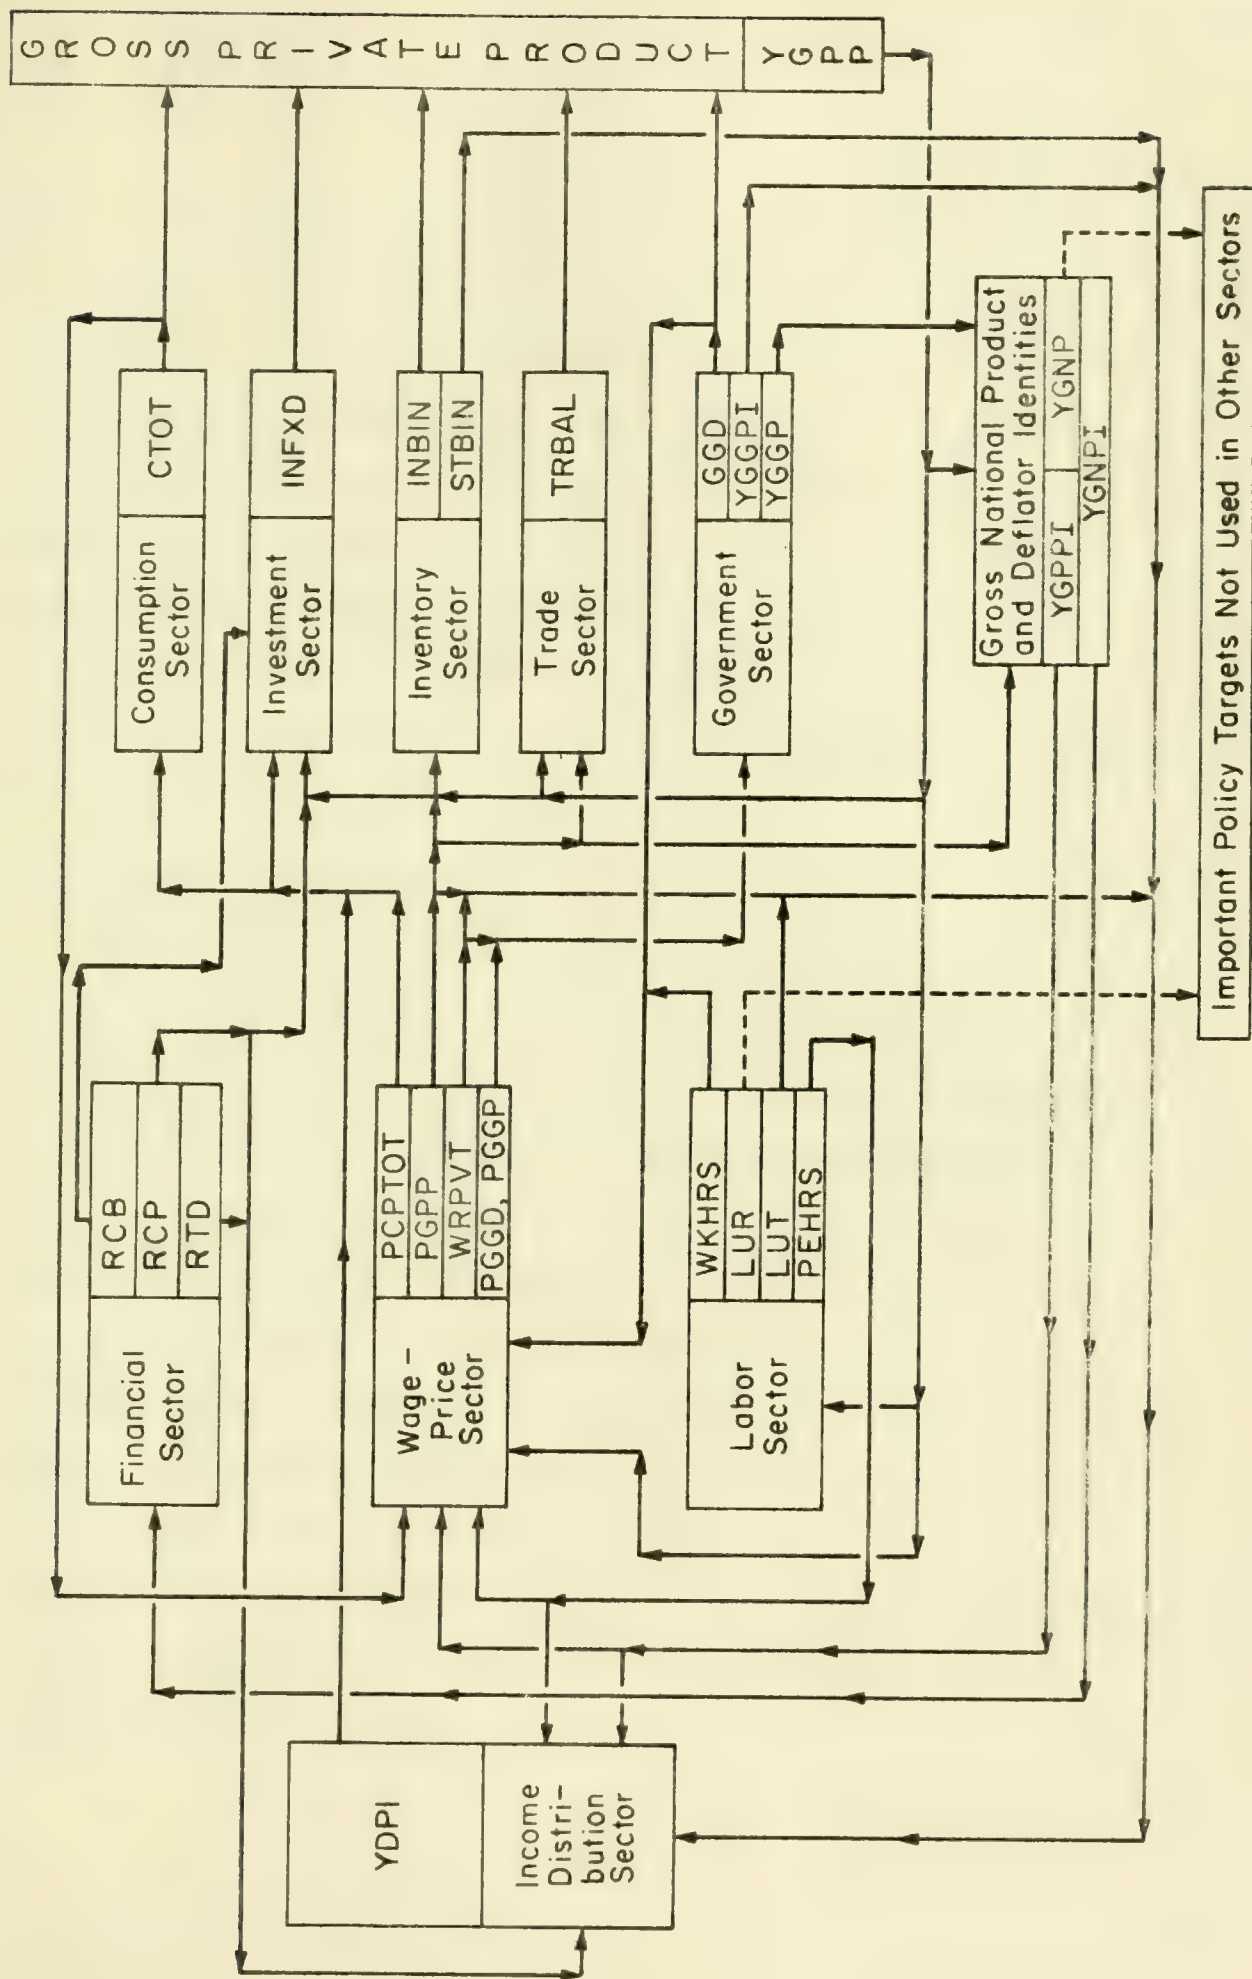 GROSS PRIVATE PRODUCT
YGPP
Consumption
Sector
CTOT
Investment
Sector
INFXD
Inventory
Sector
INBIN
STBIN
Trade
Sector
TRBAL
Government
Sector
GGD
YGGPI
YGGP
Gross National Product
and Deflator Identities
YGPPI
YGNP
YGNPI
Important Policy Targets Not Used in Other Sectors
Financial
Sector
RCB
RCP
RTD
Wage-
Price
Sector
PCPTOT
PGPP
WRPVT
PGGD, PGGP
Labor
Sector
WKHRS
LUR
LUT
PEHRS
YDPI
Income
Distri-
bution
Sector